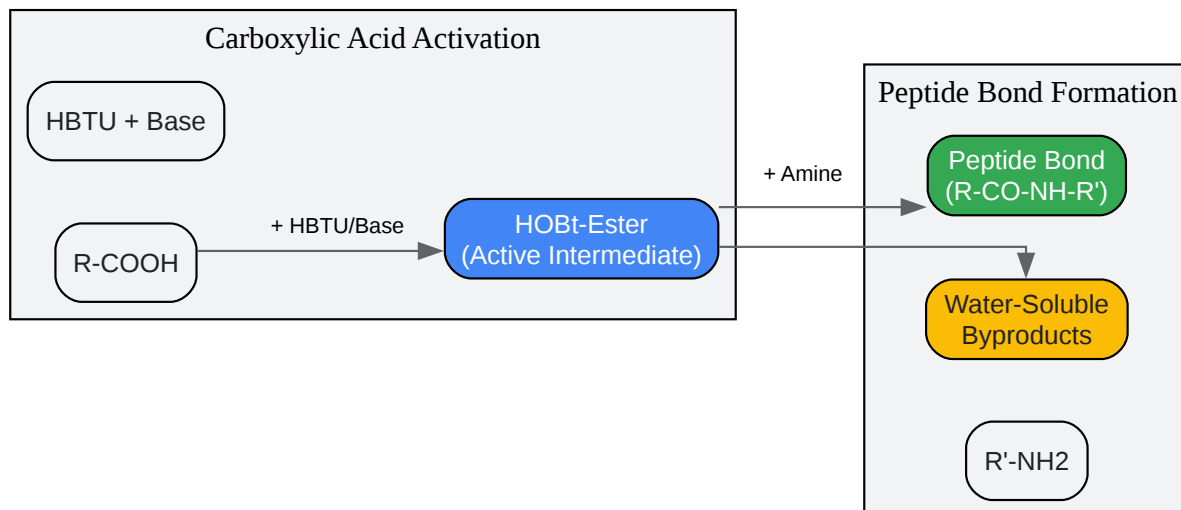 Carboxylic Acid Activation
HBTU + Base
R-COOH
+ HBTU/Base
HOBt-Ester
(Active Intermediate)
+ Amine
Peptide Bond Formation
Peptide Bond
(R-CO-NH-R')
Water-Soluble
Byproducts
R'-NH2